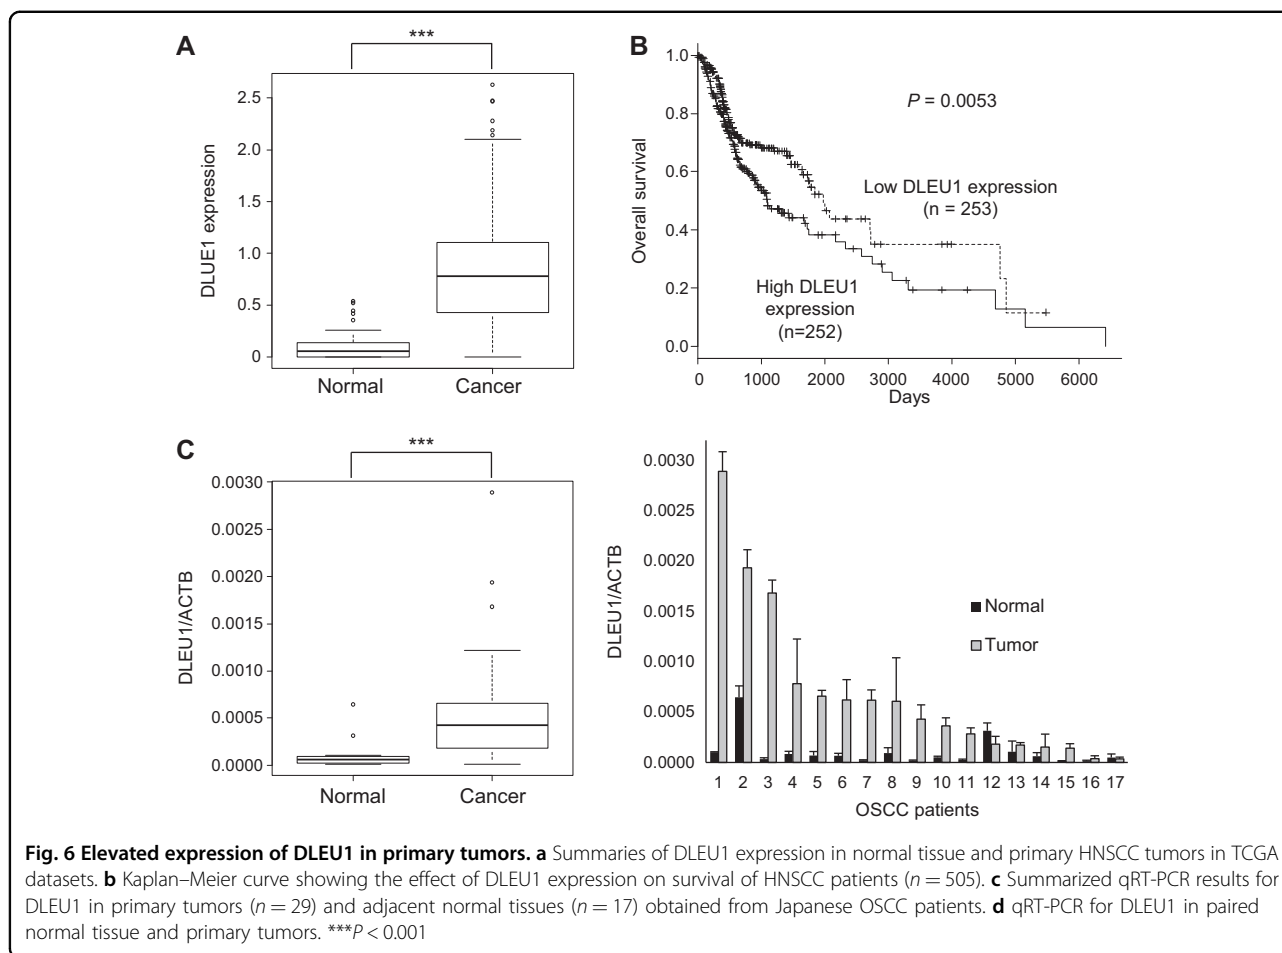 A
***
DLUE1 expression
2.5
2.0
1.5
1.0
0.5
0
Normal Cancer
B
1.0
0.8
0.6
0.4
0.2
0.0
Overall survival
P = 0.0053
Low DLEU1 expression
(n = 253)
High DLEU1
expression
(n=252)
0 1000 2000 3000 4000 5000 6000
Days
C
***
DLEU1/ACTB
0.0030
0.0025
0.0020
0.0015
0.0010
0.0005
0.0000
Normal Cancer
DLEU1/ACTB
0.0030
0.0025
0.0020
0.0015
0.0010
0.0005
0.0000
Normal
Tumor
1 2 3 4 5 6 7 8 9 10 11 12 13 14 15 16 17
OSCC patients
Fig. 6 Elevated expression of DLEU1 in primary tumors. a Summaries of DLEU1 expression in normal tissue and primary HNSCC tumors in TCGA
datasets. b Kaplan–Meier curve showing the effect of DLEU1 expression on survival of HNSCC patients (n = 505). c Summarized qRT-PCR results for
DLEU1 in primary tumors (n = 29) and adjacent normal tissues (n = 17) obtained from Japanese OSCC patients. d qRT-PCR for DLEU1 in paired
normal tissue and primary tumors. ***P < 0.001